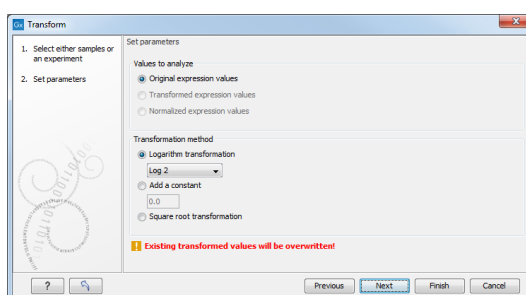 Gx Transform
1. Select either samples or
an experiment
2. Set parameters
Set parameters
Values to analyze
Original expression values
Transformed expression values
Normalized expression values
Transformation method
Logarithm transformation
Log 2
Add a constant
0.0
Square root transformation
Existing transformed values will be overwritten!
? Previous Next Finish Cancel